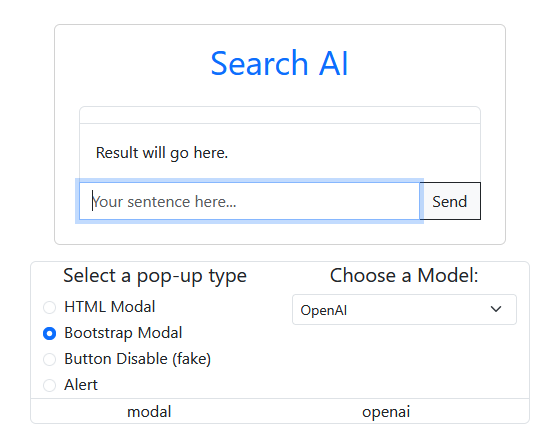 Search AI
Result will go here.
Your sentence here...
Send
Select a pop-up type
HTML Modal
Bootstrap Modal
Button Disable (fake)
Alert
Choose a Model:
OpenAI
modal
openai